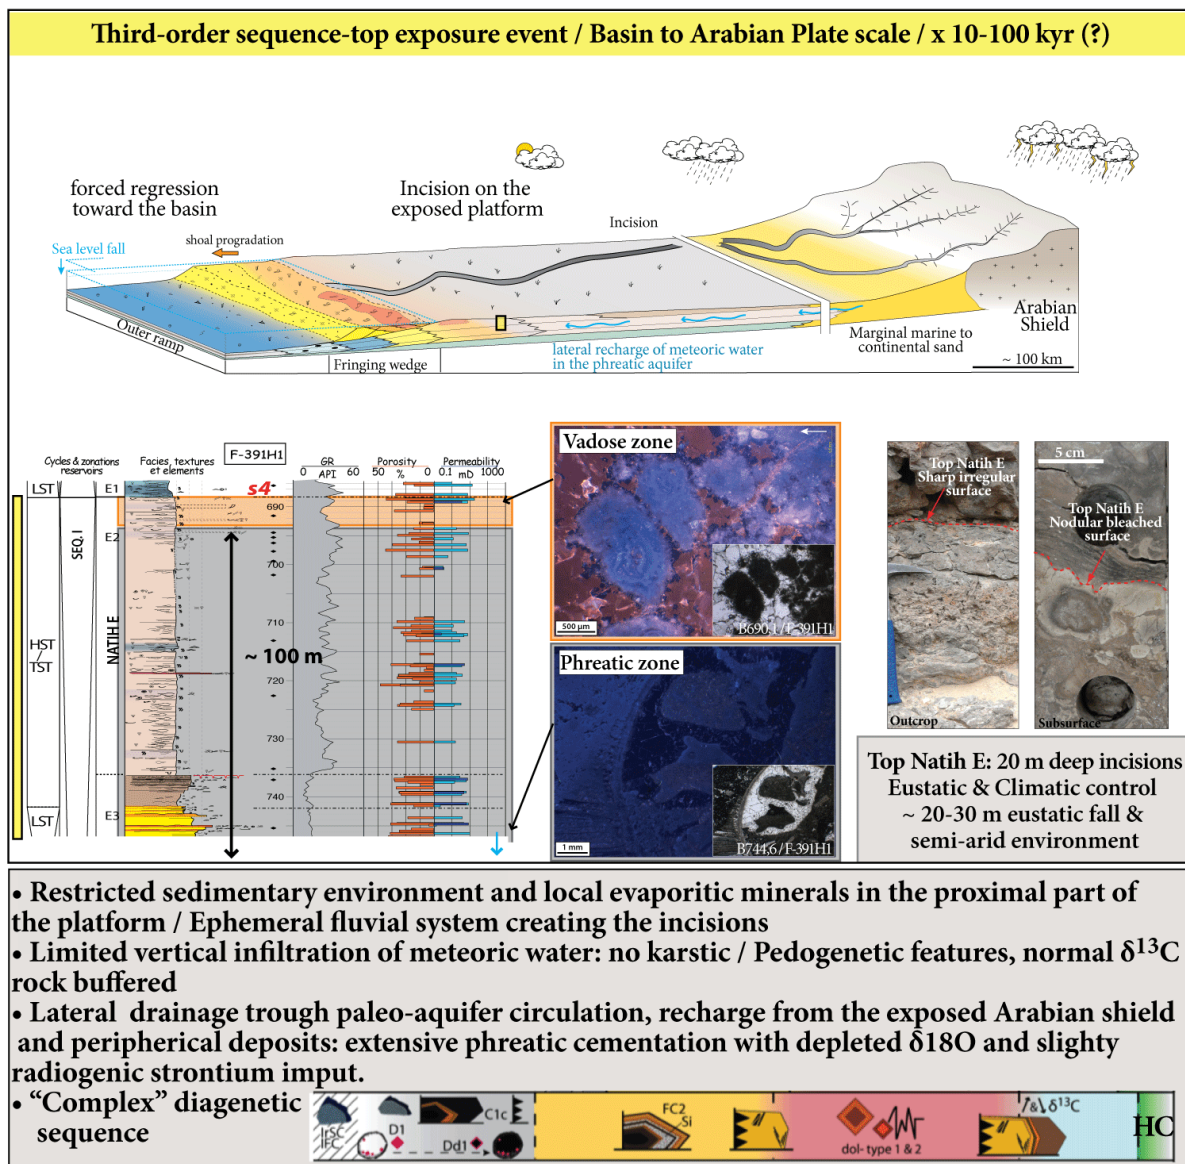 Third-order sequence-top exposure event / Basin to Arabian Plate scale / x 10-100 kyr (?)
forced regression
toward the basin
Incision on the
exposed platform
Incision
shoal progradation
Sea level fall
Outer ramp
Fringing wedge
lateral recharge of meteoric water
in the phreatic aquifer
Marginal marine to
continental sand
Arabian
Shield
~ 100 km
Cycles & zonations
reservoirs
Facies, textures
et elements
F-391H1
GR
0 API 60
Porosity
50 % 0
Permeability
0.1 mD 1000
LST
E1
s4
690
SEQ. I
E2
700
NATIH E
710
HST
/
TST
~ 100 m
720
730
740
E3
LST
Vadose zone
500 µm
B690,1/F-391H1
Phreatic zone
1 mm
B744,6/F-391H1
Top Natih E
Sharp irregular
surface
Outcrop
5 cm
Top Natih E
Nodular bleached
surface
Subsurface
Top Natih E: 20 m deep incisions
Eustatic & Climatic control
~ 20-30 m eustatic fall &
semi-arid environment
• Restricted sedimentary environment and local evaporitic minerals in the proximal part of
the platform / Ephemeral fluvial system creating the incisions
• Limited vertical infiltration of meteoric water: no karstic / Pedogenetic features, normal δ13C
rock buffered
• Lateral drainage trough paleo-aquifer circulation, recharge from the exposed Arabian shield
and peripherical deposits: extensive phreatic cementation with depleted δ18O and slighty
radiogenic strontium imput.
• “Complex” diagenetic
sequence
IrSC
IFC
D1
C1c
Dd1
FC2
Si
dol- type 1 & 2
& δ13C
HC